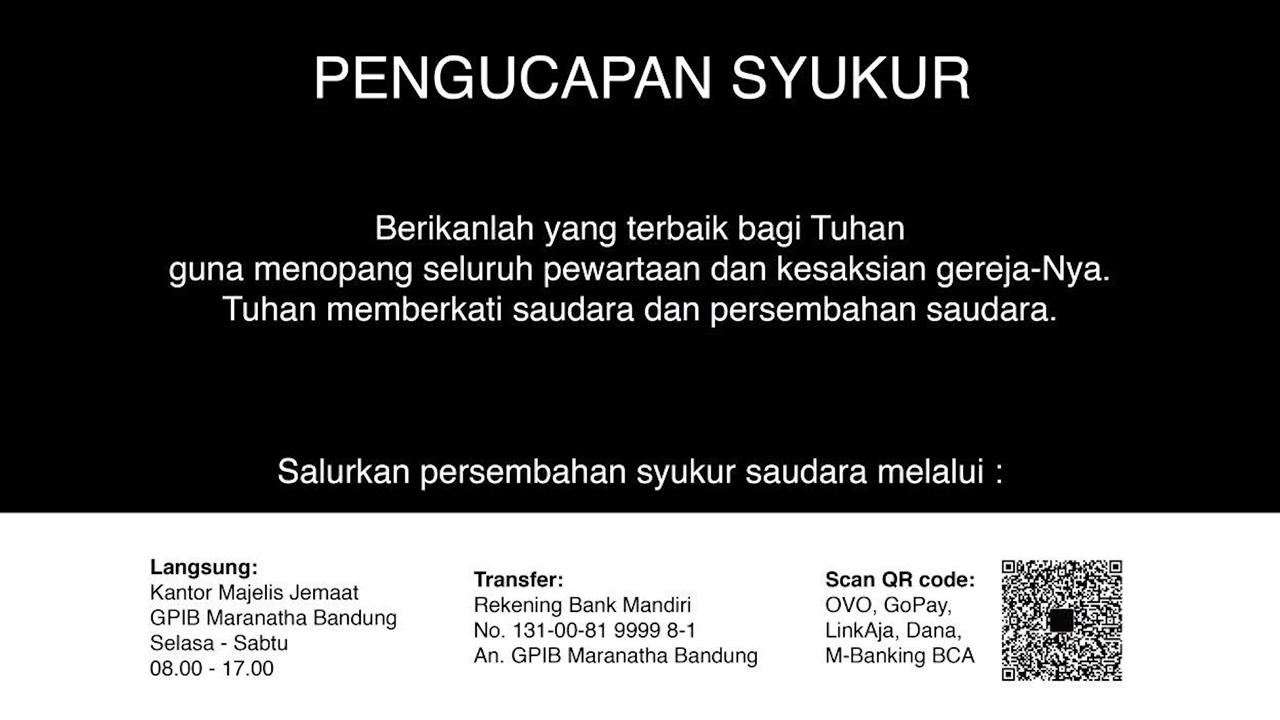 PENGUCAPAN SYUKUR
Berikanlah yang terbaik bagi Tuhan
guna menopang seluruh pewartaan dan kesaksian gereja-Nya.
Tuhan memberkati saudara dan persembahan saudara.
Salurkan persembahan syukur saudara melalui :
Langsung:
Kantor Majelis Jemaat
GPIB Maranatha Bandung
Selasa - Sabtu
08.00 - 17.00
Transfer:
Rekening Bank Mandiri
No. 131-00-81 9999 8-1
An. GPIB Maranatha Bandung
Scan QR code:
OVO, GoPay,
LinkAja, Dana,
M-Banking BCA